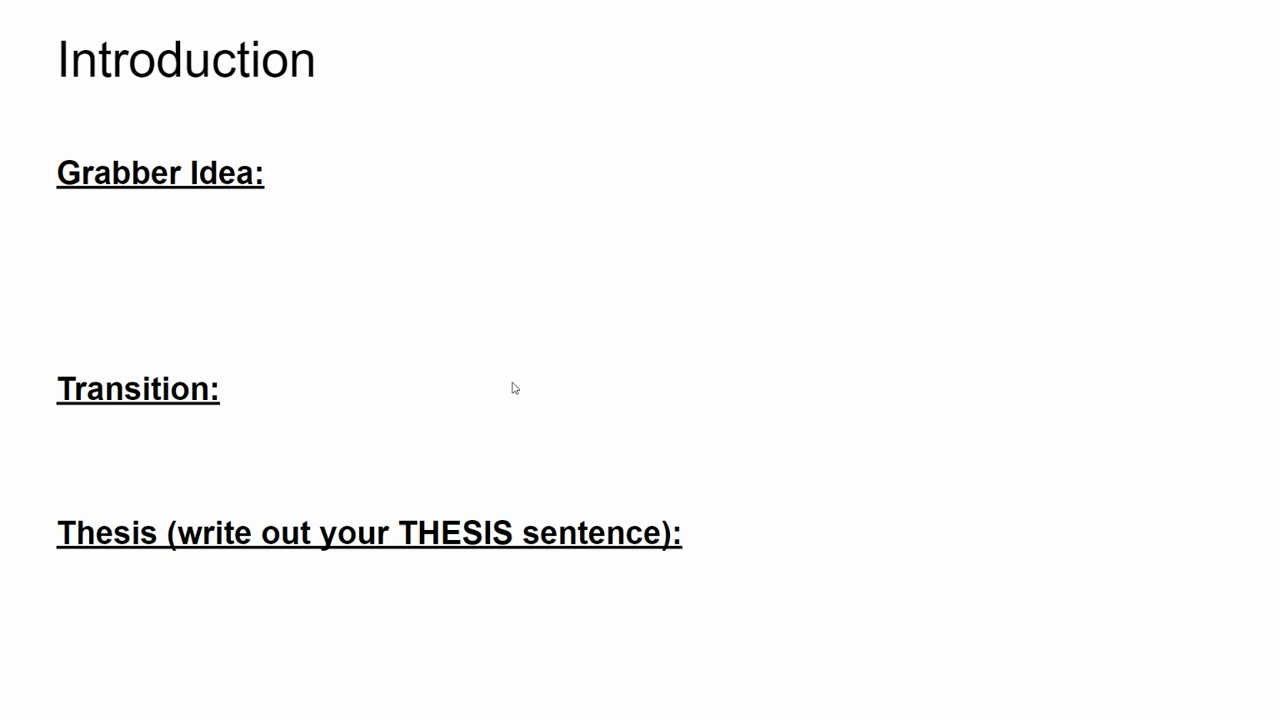 Introduction
Grabber Idea:
Transition:
Thesis (write out your THESIS sentence):